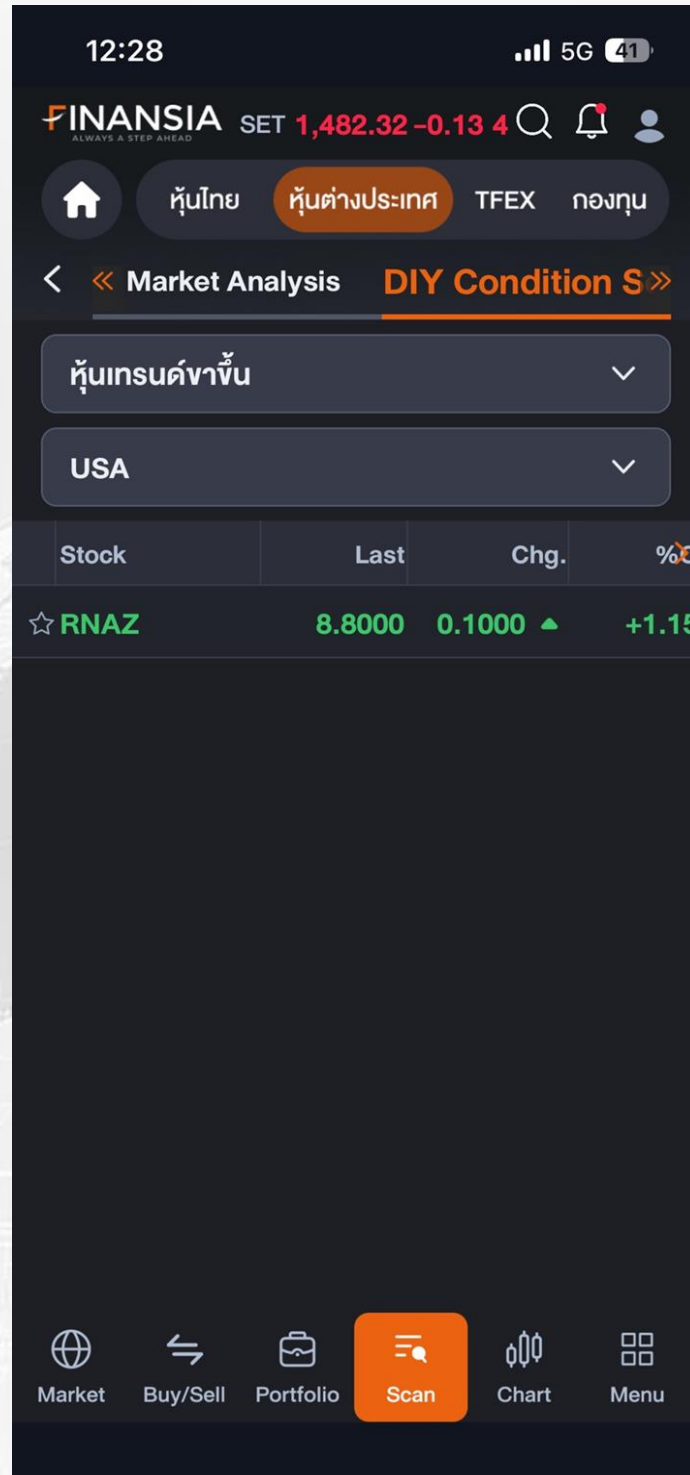 12:28 5G 41
FINANSIA SET 1,482.32 -0.13 4
ALWAYS A STEP AHEAD
หุ้นไทย หุ้นต่างประเทศ TFEX กองทุน
Market Analysis DIY Condition S
หุ้นเทรนด์ขาขึ้น
USA
Stock Last Chg. %
RNAZ 8.8000 0.1000 +1.15
Market Buy/Sell Portfolio Scan Chart Menu